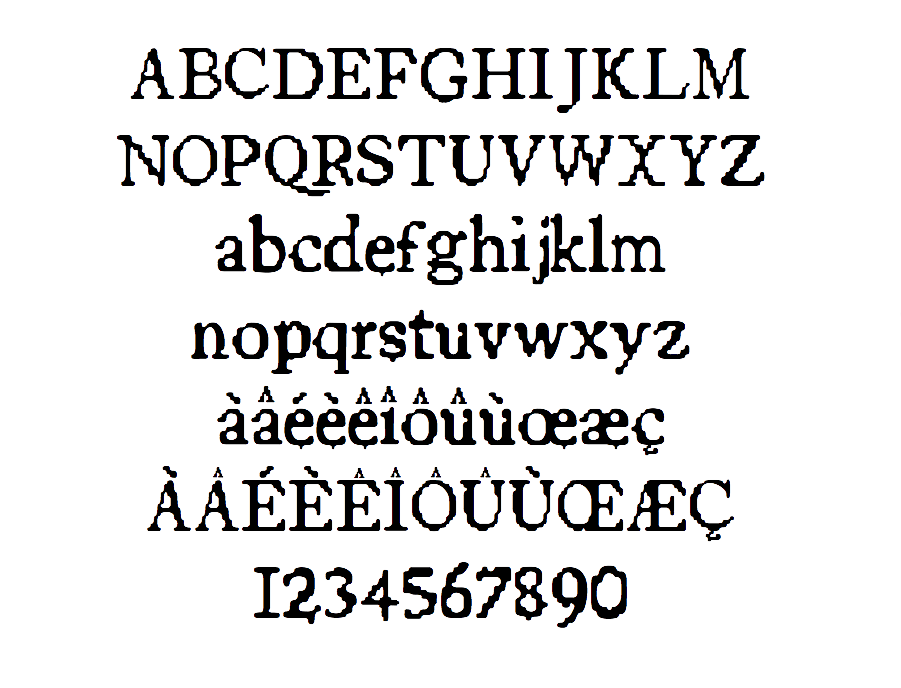 ABCDEFGHIJKLM
NOPQRSTUVWXYZ
abcdefghijklm
nopqrstuvwxyz
àâéèêîôûùœæç
ÀÂÉÈÊÎÔÛÙŒÆÇ
1234567890